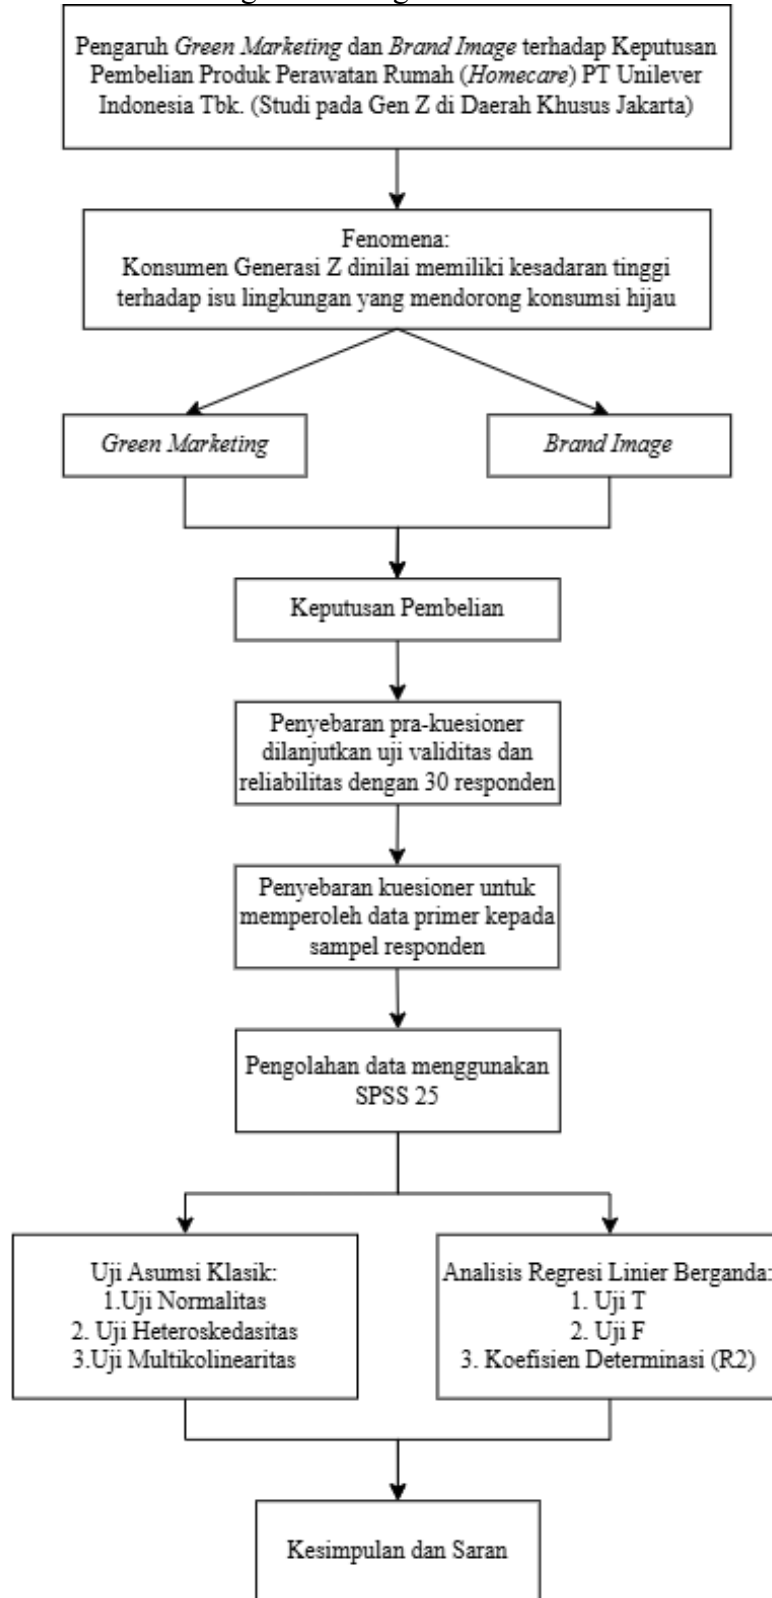 Pengaruh Green Marketing dan Brand Image terhadap Keputusan
Pembelian Produk Perawatan Rumah (Homecare) PT Unilever
Indonesia Tbk. (Studi pada Gen Z di Daerah Khusus Jakarta)
Fenomena:
Konsumen Generasi Z dinilai memiliki kesadaran tinggi
terhadap isu lingkungan yang mendorong konsumsi hijau
Green Marketing
Brand Image
Keputusan Pembelian
Penyebaran pra-kuesioner
dilanjutkan uji validitas dan
reliabilitas dengan 30 responden
Penyebaran kuesioner untuk
memperoleh data primer kepada
sampel responden
Pengolahan data menggunakan
SPSS 25
Uji Asumsi Klasik:
1.Uji Normalitas
2. Uji Heteroskedasitas
3.Uji Multikolinearitas
Analisis Regresi Linier Berganda:
1. Uji T
2. Uji F
3. Koefisien Determinasi (R2)
Kesimpulan dan Saran